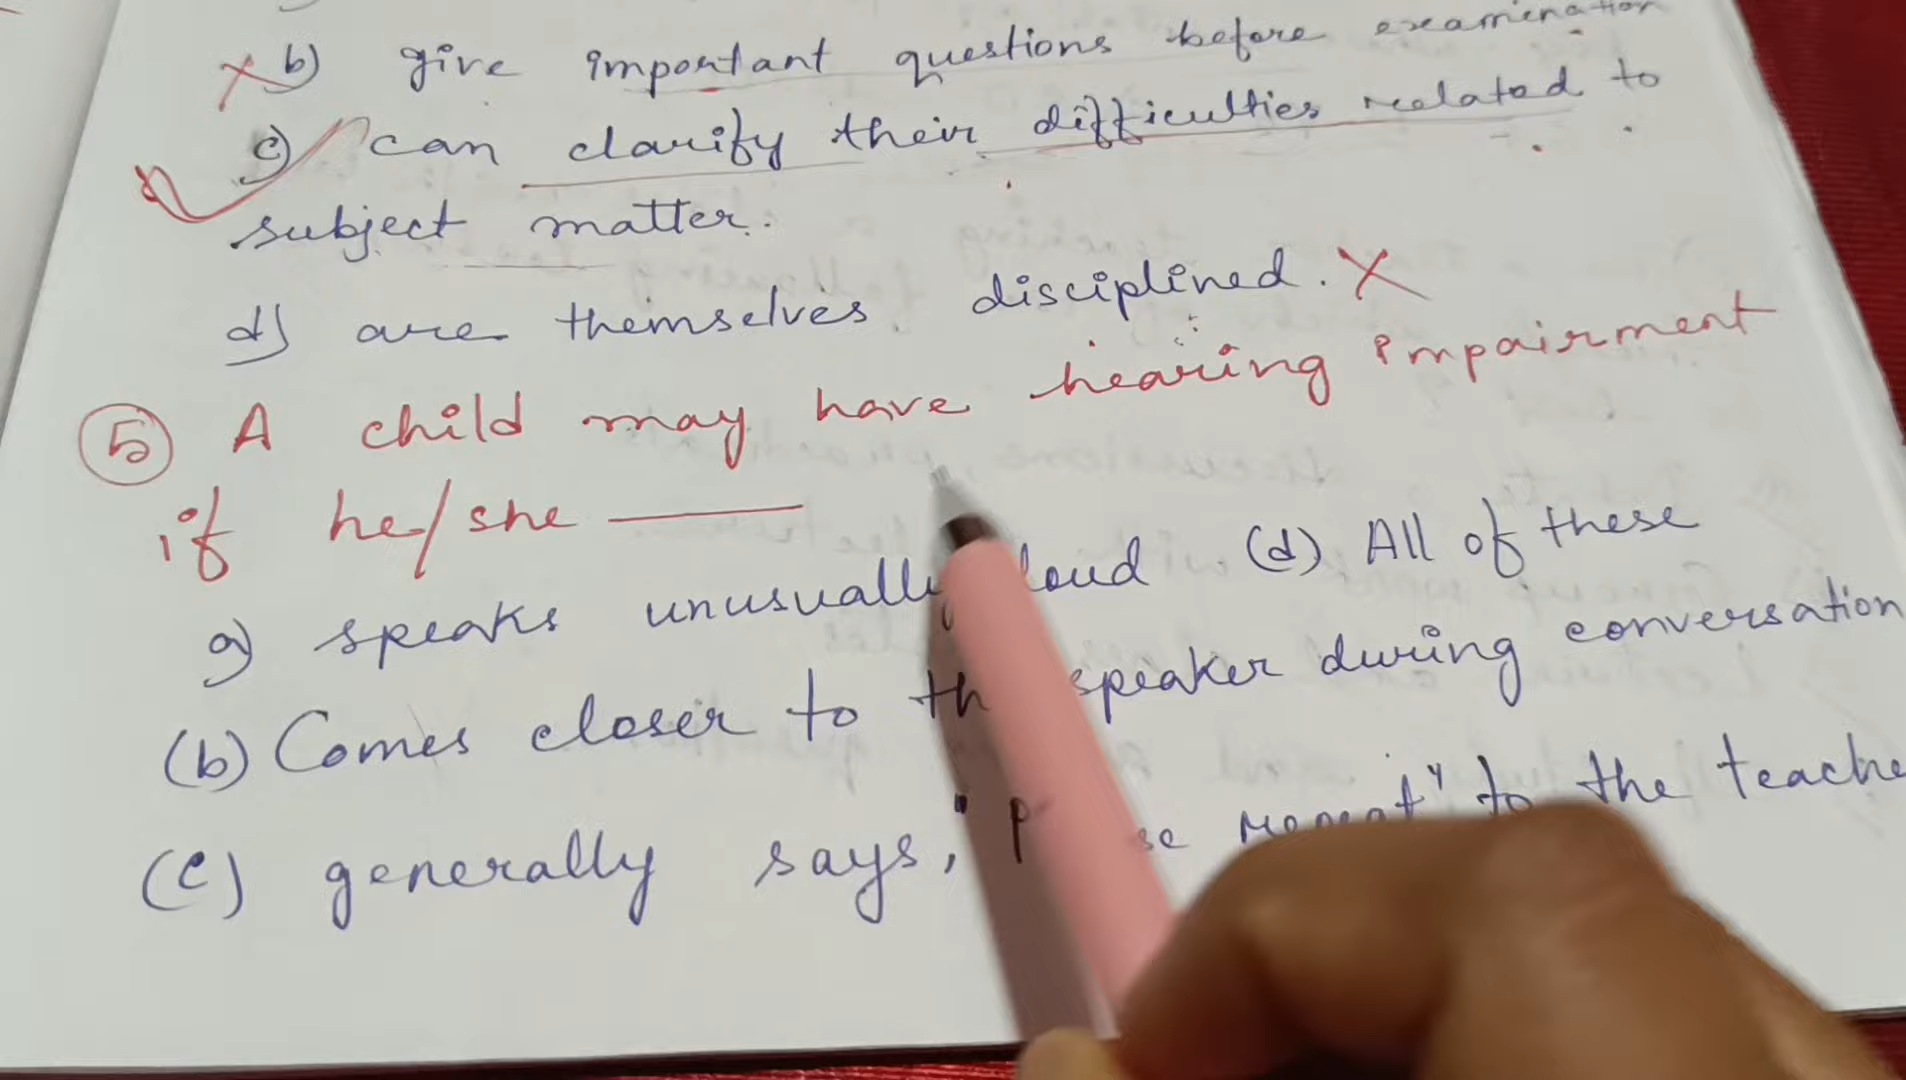 b) give important questions before examination
c) can clarify their difficulties related to
subject matter.
d) are themselves disciplined. X
5 A child may have hearing impairment
if he/she ———
a) speaks unusually loud (d) All of these
(b) Comes closer to the speaker during conversation
(c) generally says, " repeat" to the teache